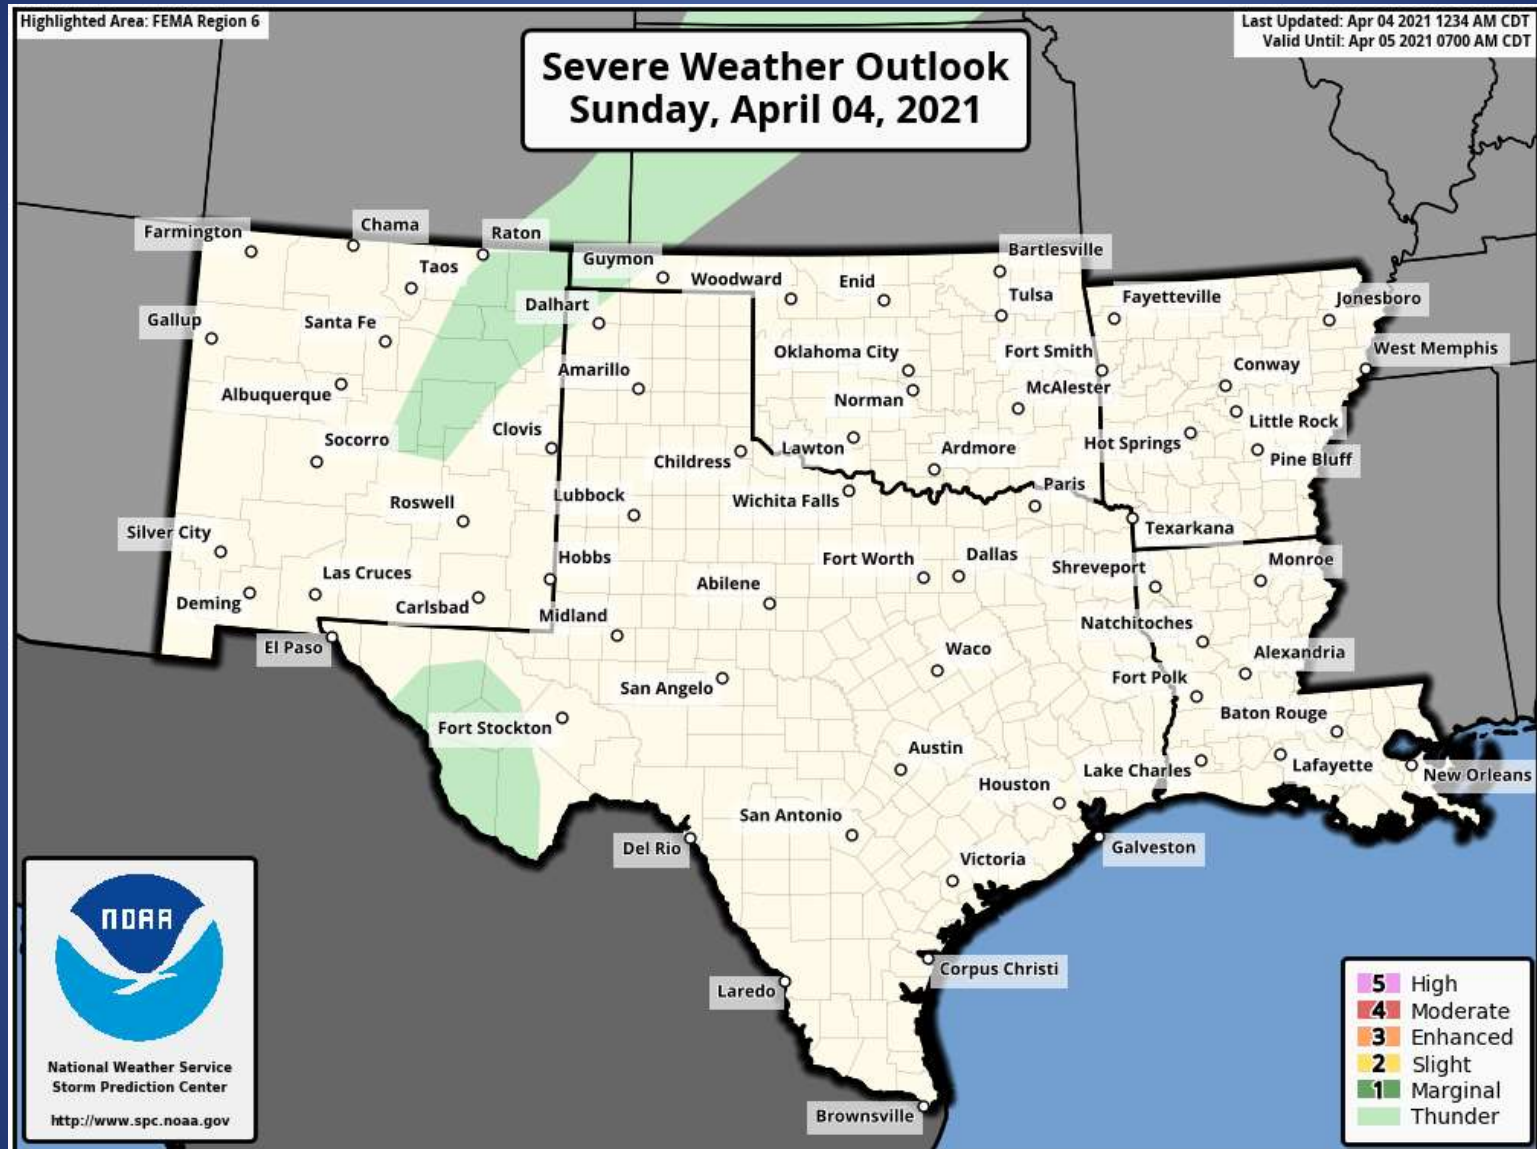 Highlighted Area: FEMA Region 6
Last Updated: Apr 04 2021 1234 AM CDT
Valid Until: Apr 05 2021 0700 AM CDT
Severe Weather Outlook
Sunday, April 04, 2021
Farmington
Chama
Raton
Taos
Guymon
Woodward
Enid
Bartlesville
Tulsa
Fayetteville
Jonesboro
Gallup
Santa Fe
Dalhart
Oklahoma City
Fort Smith
West Memphis
Albuquerque
Amarillo
Norman
McAlester
Conway
Little Rock
Socorro
Clovis
Childress
Lawton
Ardmore
Hot Springs
Pine Bluff
Roswell
Lubbock
Wichita Falls
Paris
Texarkana
Silver City
Las Cruces
Hobbs
Abilene
Fort Worth
Dallas
Shreveport
Monroe
Deming
Carlsbad
Midland
Natchitoches
El Paso
San Angelo
Waco
Fort Polk
Alexandria
Fort Stockton
Baton Rouge
Austin
Houston
Lake Charles
Lafayette
New Orleans
San Antonio
Del Rio
Victoria
Galveston
Laredo
Corpus Christi
Brownsville
NOAA
National Weather Service
Storm Prediction Center
http://www.spc.noaa.gov
5 High
4 Moderate
3 Enhanced
2 Slight
1 Marginal
Thunder